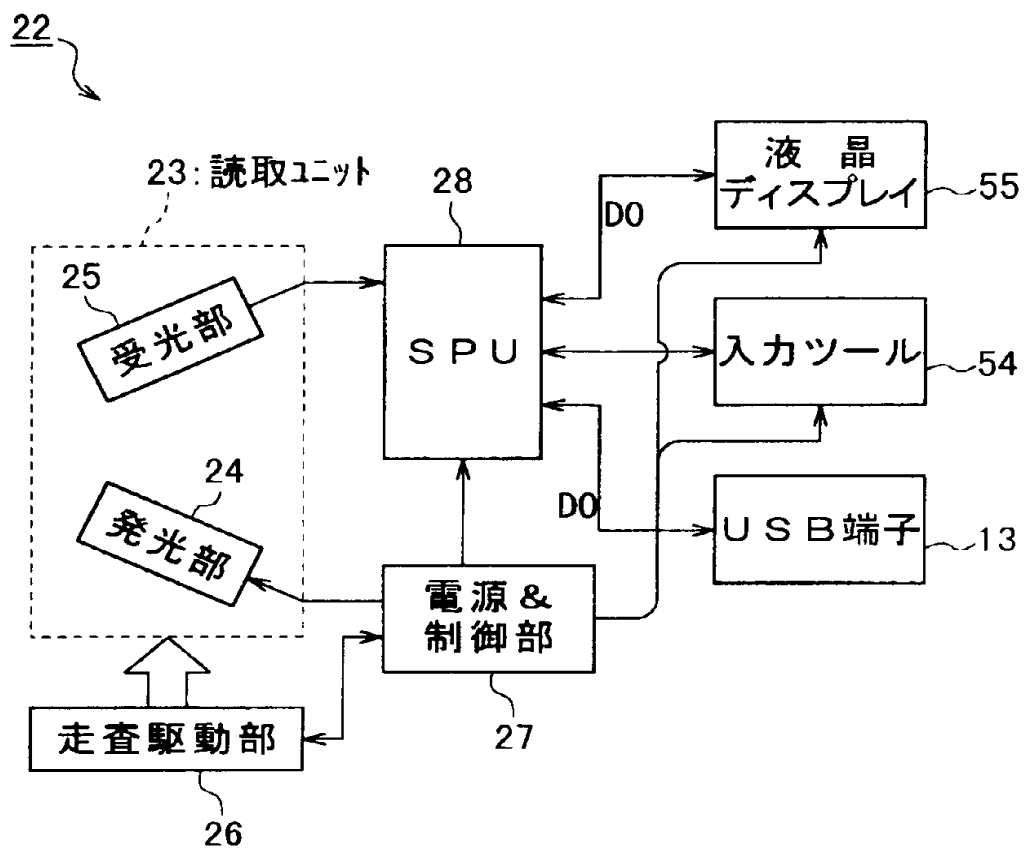 22
23:読取ユニット
25
受光部
24
発光部
走査駆動部
26
28
SPU
電源&
制御部
27
DO
DO
液晶
ディスプレイ
55
入力ツール
54
USB端子
13